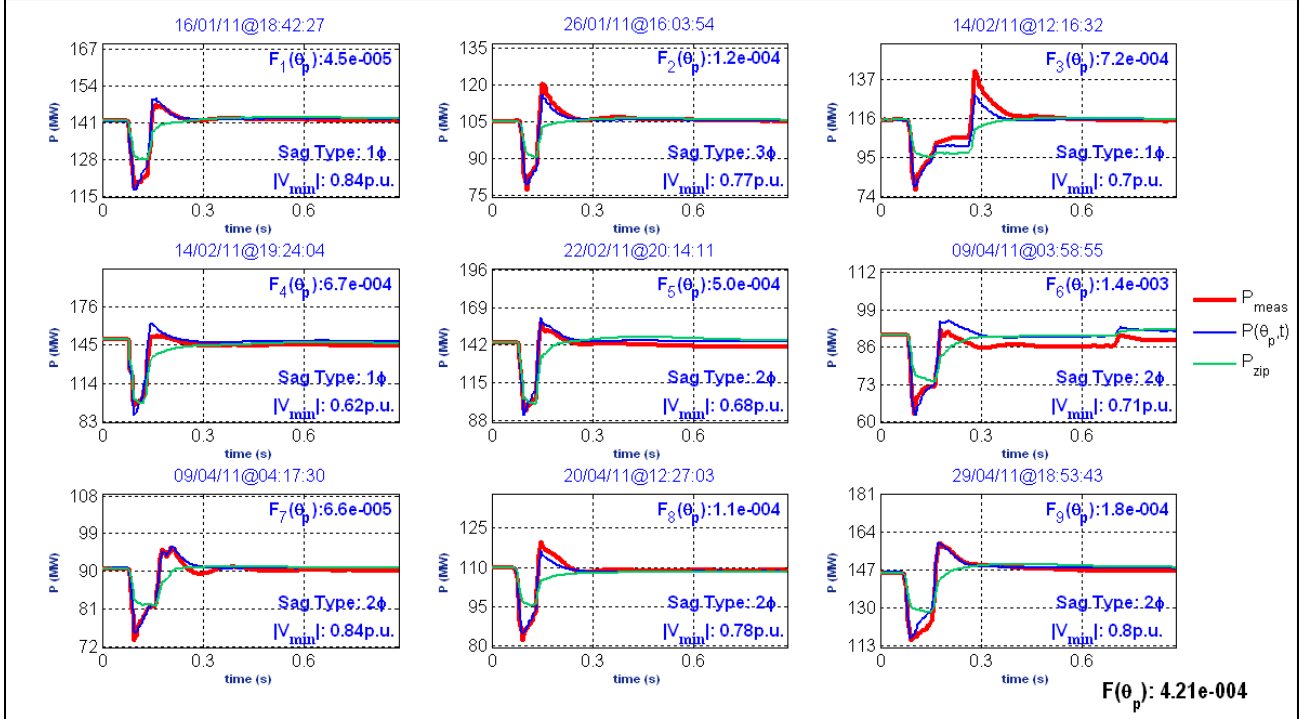 16/01/11@18:42:27
167
154
141
128
115
P (MW)
F1(θp):4.5e-005
Sag Type: 1ϕ
|Vmin|: 0.84p.u.
0
0.3
0.6
time (s)
26/01/11@16:03:54
135
120
105
90
75
P (MW)
F2(θp):1.2e-004
Sag Type: 3ϕ
|Vmin|: 0.77p.u.
0
0.3
0.6
time (s)
14/02/11@12:16:32
137
116
95
74
P (MW)
F3(θp):7.2e-004
Sag Type: 1ϕ
|Vmin|: 0.7p.u.
0
0.3
0.6
time (s)
14/02/11@19:24:04
176
145
114
83
P (MW)
F4(θp):6.7e-004
Sag Type: 1ϕ
|Vmin|: 0.62p.u.
0
0.3
0.6
time (s)
22/02/11@20:14:11
196
169
142
115
88
P (MW)
F5(θp):5.0e-004
Sag Type: 2ϕ
|Vmin|: 0.68p.u.
0
0.3
0.6
time (s)
09/04/11@03:58:55
112
99
86
73
60
P (MW)
F6(θp):1.4e-003
Sag Type: 2ϕ
|Vmin|: 0.71p.u.
0
0.3
0.6
time (s)
Pmeas
P(θp,t)
Pzip
09/04/11@04:17:30
108
99
90
81
72
P (MW)
F7(θp):6.6e-005
Sag Type: 2ϕ
|Vmin|: 0.84p.u.
0
0.3
0.6
time (s)
20/04/11@12:27:03
125
110
95
80
P (MW)
F8(θp):1.1e-004
Sag Type: 2ϕ
|Vmin|: 0.78p.u.
0
0.3
0.6
time (s)
29/04/11@18:53:43
181
164
147
130
113
P (MW)
F9(θp):1.8e-004
Sag Type: 2ϕ
|Vmin|: 0.8p.u.
0
0.3
0.6
time (s)
F(θp): 4.21e-004